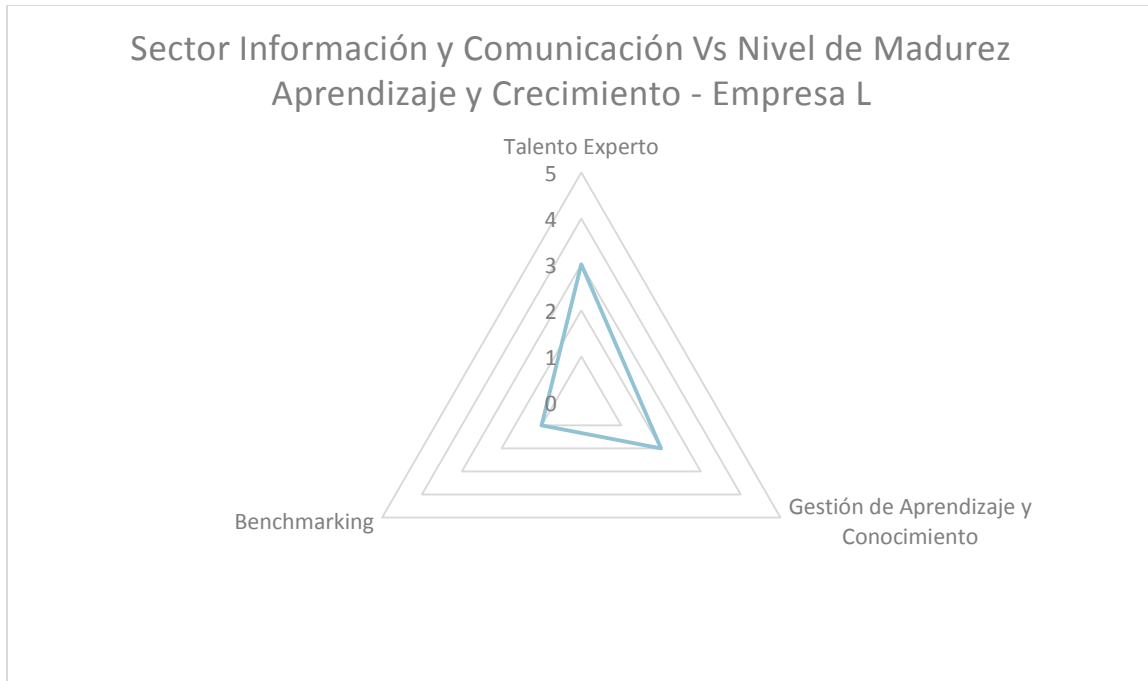 Sector Información y Comunicación Vs Nivel de Madurez
Aprendizaje y Crecimiento - Empresa L
Talento Experto
5
4
3
2
1
0
Benchmarking
Gestión de Aprendizaje y
Conocimiento